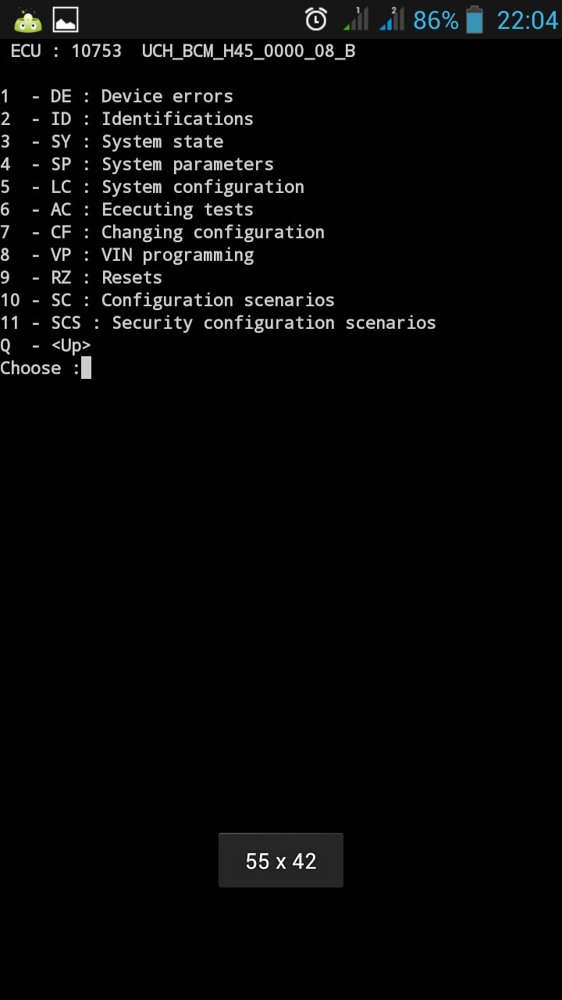 1 2 86% 22:04
ECU : 10753  UCH_BCM_H45_0000_08_B
1  - DE : Device errors
2  - ID : Identifications
3  - SY : System state
4  - SP : System parameters
5  - LC : System configuration
6  - AC : Ececuting tests
7  - CF : Changing configuration
8  - VP : VIN programming
9  - RZ : Resets
10 - SC : Configuration scenarios
11 - SCS : Security configuration scenarios
Q  - <Up>
Choose :
55 x 42